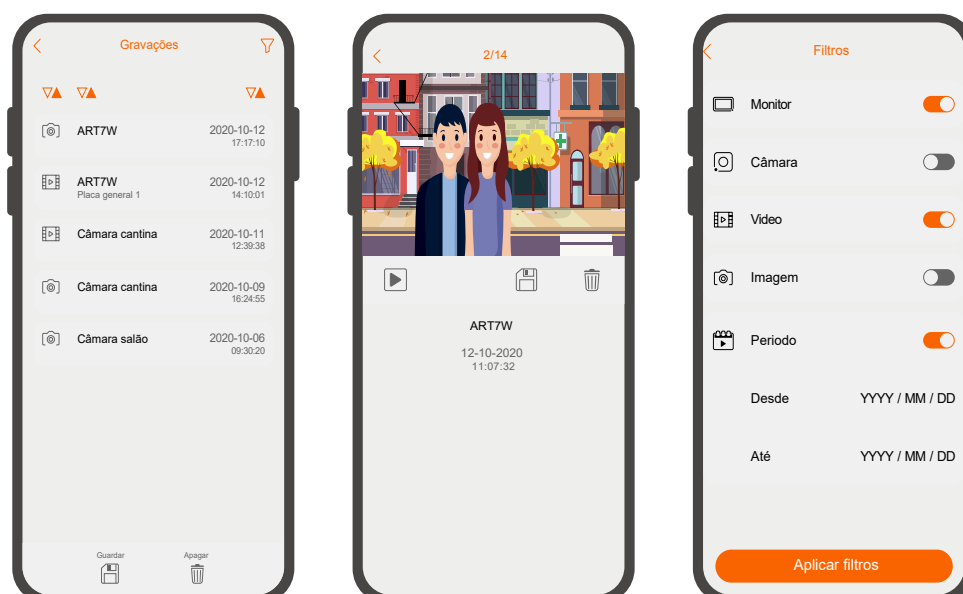 Gravações
ART7W
2020-10-12
17:17:10
ART7W
2020-10-12
Placa general 1
14:10:01
Câmara cantina
2020-10-11
12:39:38
Câmara cantina
2020-10-09
16:24:55
Câmara salão
2020-10-06
09:30:20
Guardar
Apagar
2/14
ART7W
12-10-2020
11:07:32
Filtros
Monitor
Câmara
Video
Imagem
Periodo
Desde
YYYY / MM / DD
Até
YYYY / MM / DD
Aplicar filtros